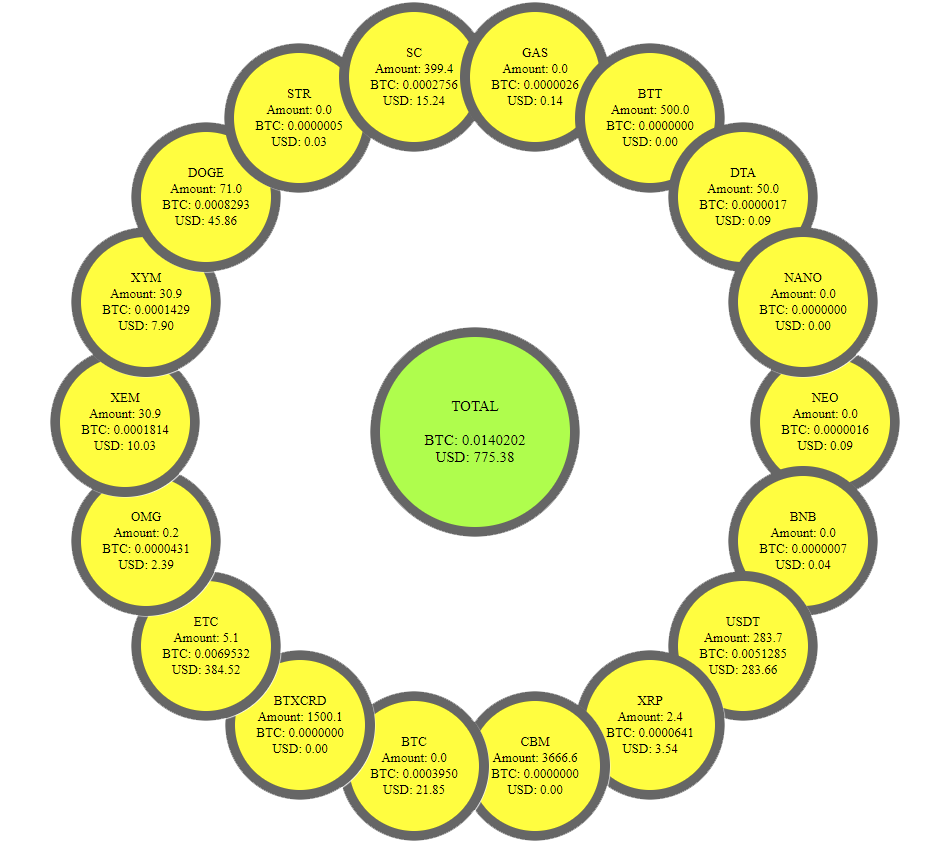 SC
Amount: 399.4
BTC: 0.0002756
USD: 15.24
GAS
Amount: 0.0
BTC: 0.0000026
USD: 0.14
BTT
Amount: 500.0
BTC: 0.0000000
USD: 0.00
DTA
Amount: 50.0
BTC: 0.0000017
USD: 0.09
NANO
Amount: 0.0
BTC: 0.0000000
USD: 0.00
NEO
Amount: 0.0
BTC: 0.0000016
USD: 0.09
BNB
Amount: 0.0
BTC: 0.0000007
USD: 0.04
USDT
Amount: 283.7
BTC: 0.0051285
USD: 283.66
XRP
Amount: 2.4
BTC: 0.0000641
USD: 3.54
CBM
Amount: 3666.6
BTC: 0.0000000
USD: 0.00
BTC
Amount: 0.0
BTC: 0.0003950
USD: 21.85
BTXCRD
Amount: 1500.1
BTC: 0.0000000
USD: 0.00
ETC
Amount: 5.1
BTC: 0.0069532
USD: 384.52
OMG
Amount: 0.2
BTC: 0.0000431
USD: 2.39
XEM
Amount: 30.9
BTC: 0.0001814
USD: 10.03
XYM
Amount: 30.9
BTC: 0.0001429
USD: 7.90
DOGE
Amount: 71.0
BTC: 0.0008293
USD: 45.86
STR
Amount: 0.0
BTC: 0.0000005
USD: 0.03
TOTAL
BTC: 0.0140202
USD: 775.38